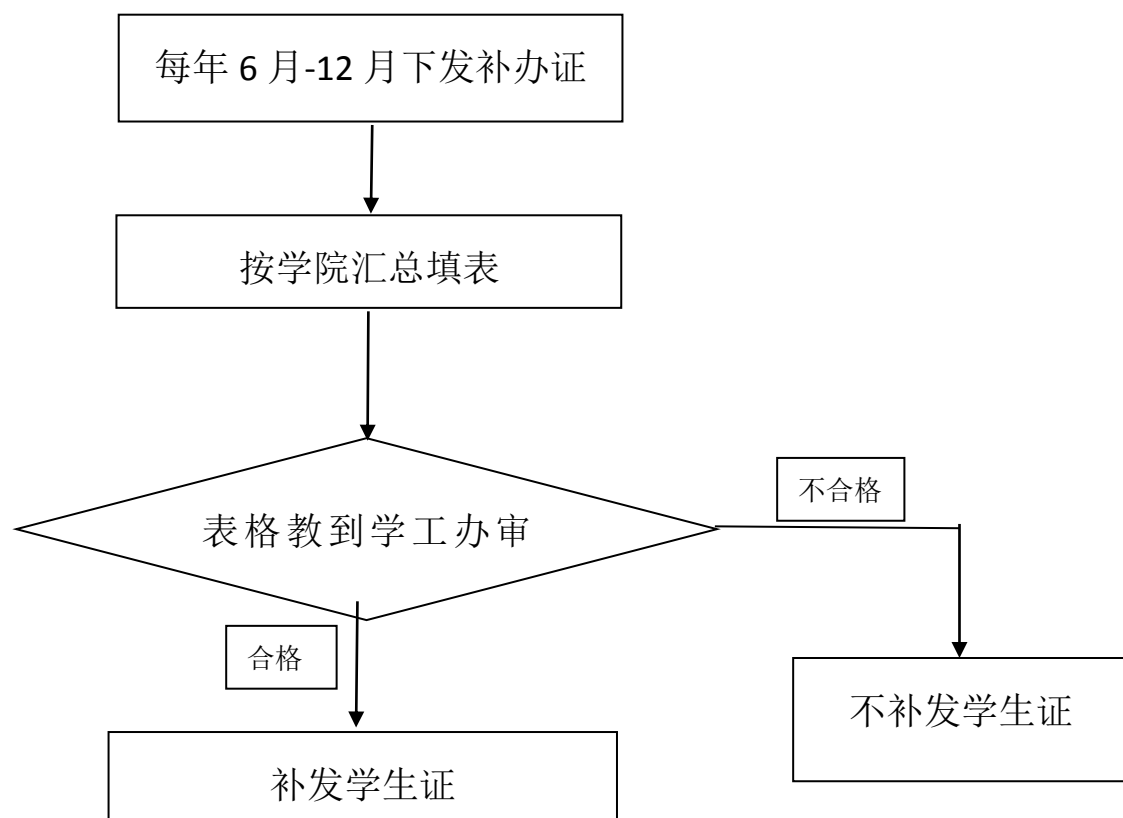 每年 6 月-12 月下发补办证
按学院汇总填表
不合格
表格教到学工办审
合格
不补发学生证
补发学生证